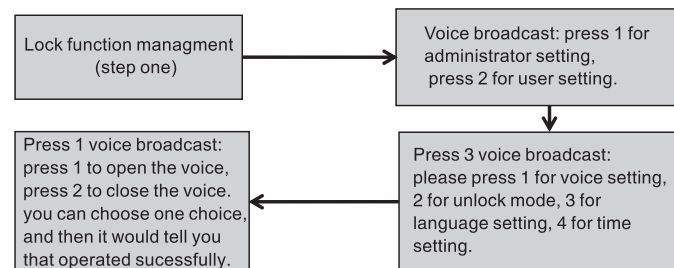 Lock function managment
(step one)
Voice broadcast: press 1 for
administrator setting,
press 2 for user setting.
Press 3 voice broadcast:
please press 1 for voice setting,
2 for unlock mode, 3 for
language setting, 4 for time
setting.
Press 1 voice broadcast:
press 1 to open the voice,
press 2 to close the voice.
you can choose one choice,
and then it would tell you
that operated sucessfully.